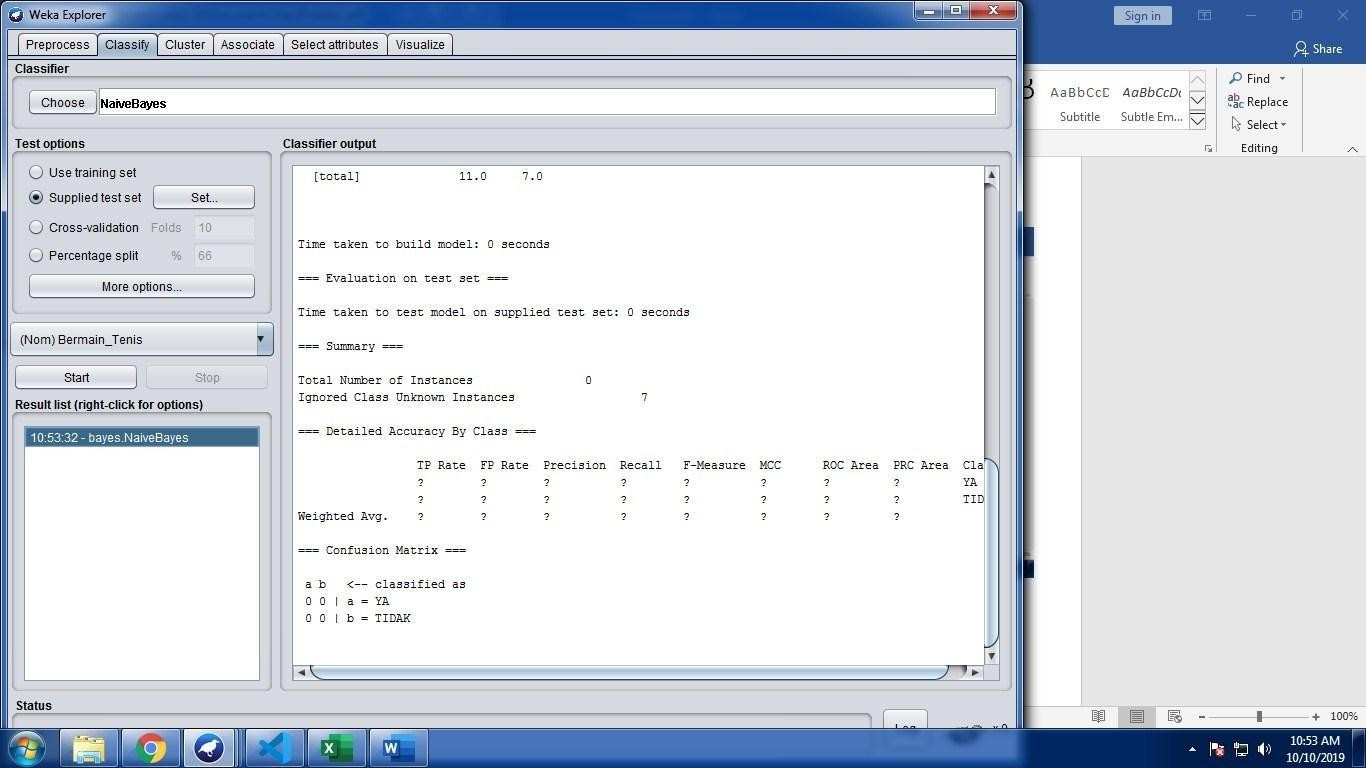 Weka Explorer
Preprocess Classify Cluster Associate Select attributes Visualize
Classifier
Choose NaiveBayes
Test options
Use training set
Supplied test set Set...
Cross-validation Folds 10
Percentage split % 66
More options...
(Nom) Bermain_Tenis
Start Stop
Result list (right-click for options)
10:53:32 - bayes.NaiveBayes
Classifier output
[total] 11.0 7.0
Time taken to build model: 0 seconds
=== Evaluation on test set ===
Time taken to test model on supplied test set: 0 seconds
=== Summary ===
Total Number of Instances 0
Ignored Class Unknown Instances 7
=== Detailed Accuracy By Class ===
TP Rate FP Rate Precision Recall F-Measure MCC ROC Area PRC Area Cla
? ? ? ? ? ? ? ? YA
? ? ? ? ? ? ? ? TID
Weighted Avg. ? ? ? ? ? ? ? ?
=== Confusion Matrix ===
a b <-- classified as
0 0 | a = YA
0 0 | b = TIDAK
Status
Log
x 0
Sign in
Share
AaBbCcD AaBbCcDc
Subtitle Subtle Em...
Find
Replace
Select
Editing
- + 100%
10:53 AM
10/10/2019